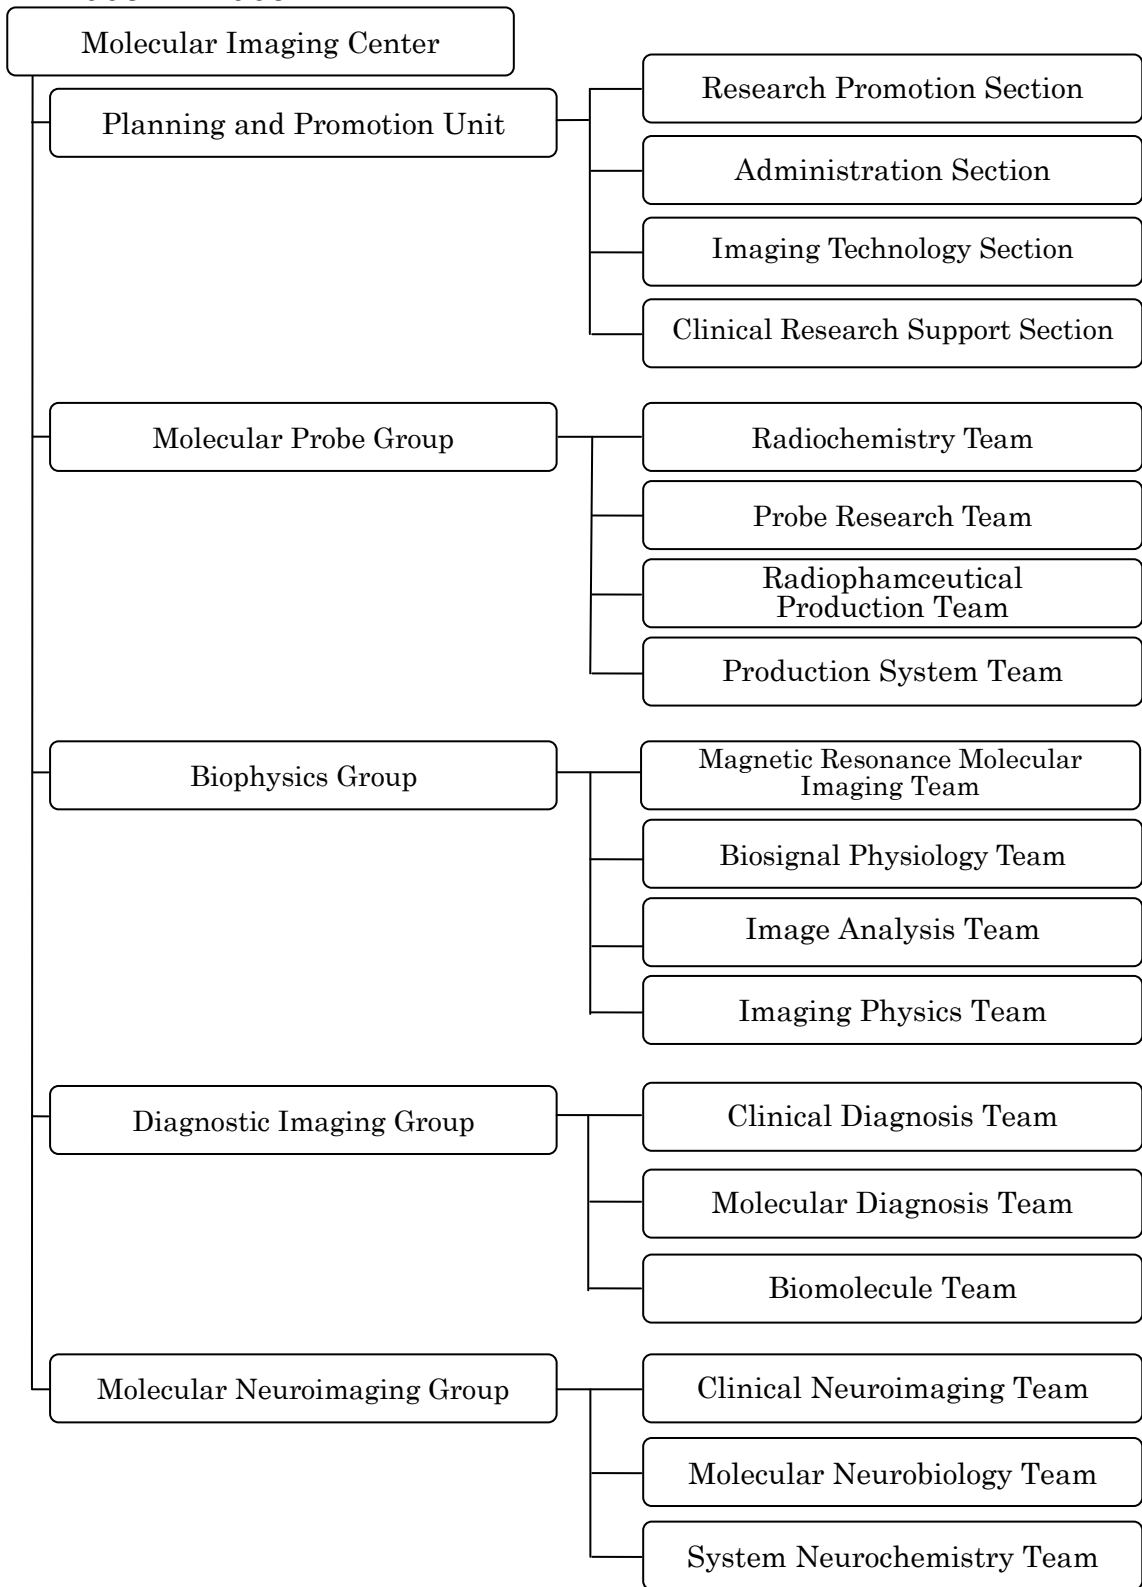 Molecular Imaging Center
Planning and Promotion Unit
Research Promotion Section
Administration Section
Imaging Technology Section
Clinical Research Support Section
Molecular Probe Group
Radiochemistry Team
Probe Research Team
Radiophamceutical
Production Team
Production System Team
Biophysics Group
Magnetic Resonance Molecular
Imaging Team
Biosignal Physiology Team
Image Analysis Team
Imaging Physics Team
Diagnostic Imaging Group
Clinical Diagnosis Team
Molecular Diagnosis Team
Biomolecule Team
Molecular Neuroimaging Group
Clinical Neuroimaging Team
Molecular Neurobiology Team
System Neurochemistry Team